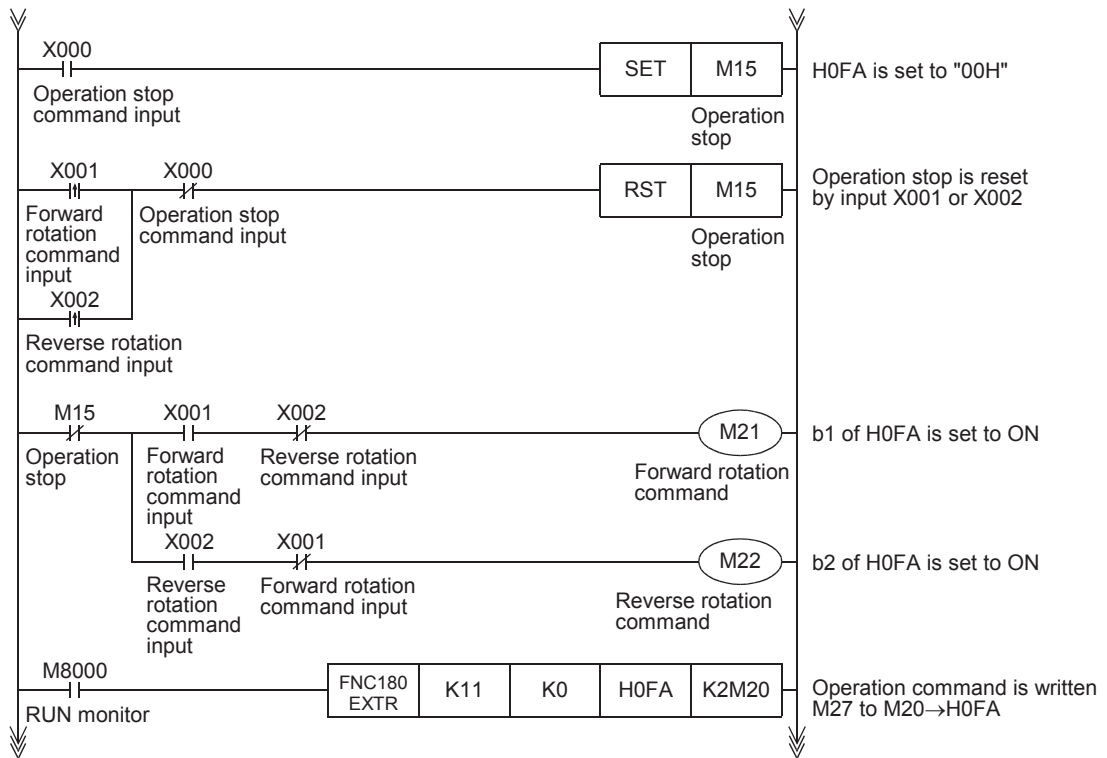 X000
SET M15
H0FA is set to "00H"
Operation stop
command input
Operation
stop
X001 X000
RST M15
Operation stop is reset
by input X001 or X002
Forward
rotation
command
input
Operation stop
command input
Operation
stop
X002
Reverse rotation
command input
M15 X001 X002
M21
b1 of H0FA is set to ON
Operation
stop
Forward
rotation
command
input
Reverse rotation
command input
Forward rotation
command
X002 X001
M22
b2 of H0FA is set to ON
Reverse
rotation
command
input
Forward rotation
command input
Reverse rotation
command
M8000
FNC180
EXTR
K11 K0 H0FA K2M20
Operation command is written
M27 to M20→H0FA
RUN monitor